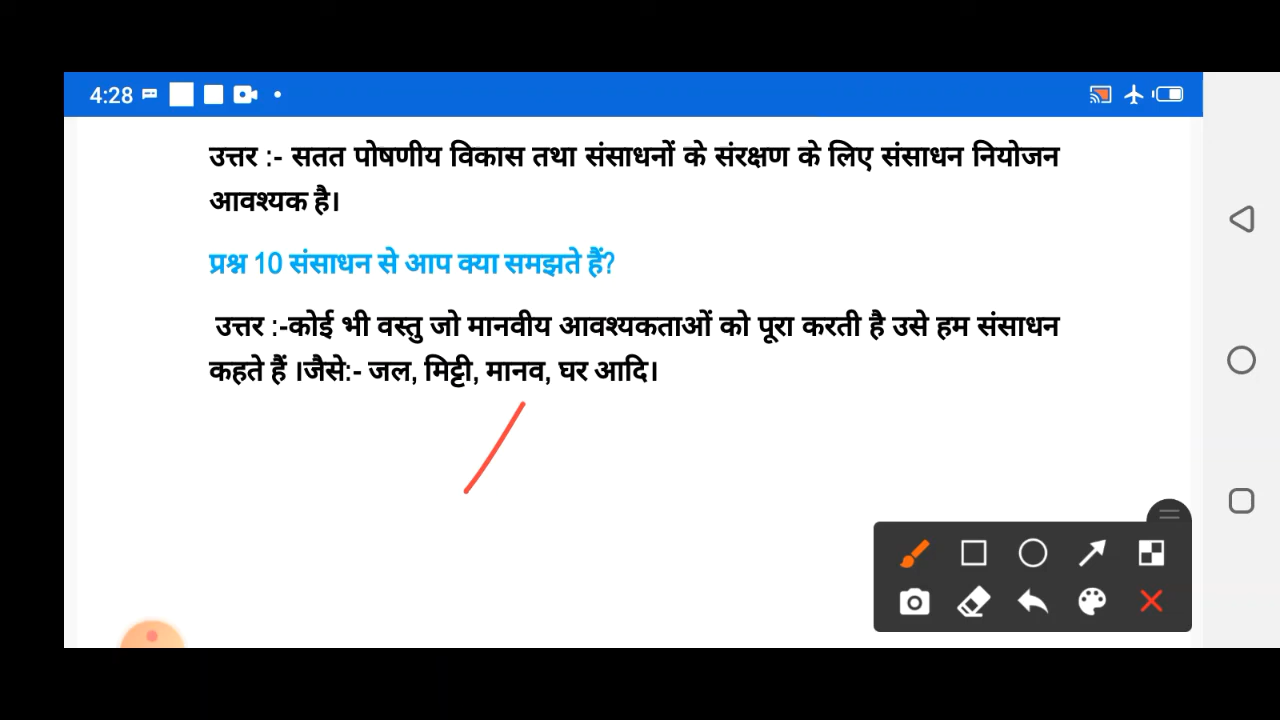 4:28
उत्तर :- सतत पोषणीय विकास तथा संसाधनों के संरक्षण के लिए संसाधन नियोजन
आवश्यक है।
प्रश्न 10 संसाधन से आप क्या समझते हैं?
उत्तर :-कोई भी वस्तु जो मानवीय आवश्यकताओं को पूरा करती है उसे हम संसाधन
कहते हैं ।जैसे:- जल, मिट्टी, मानव, घर आदि।